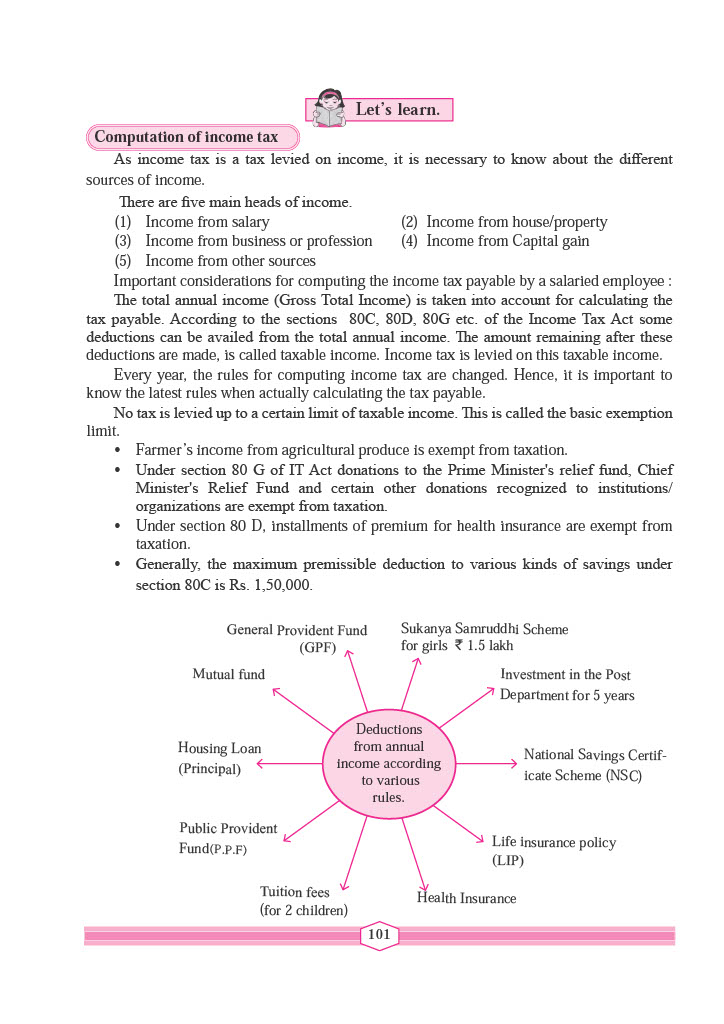 Let's learn.
Computation of income tax
As income tax is a tax levied on income, it is necessary to know about the different
sources of income.
There are five main heads of income.
(1) Income from salary (2) Income from house/property
(3) Income from business or profession (4) Income from Capital gain
(5) Income from other sources
Important considerations for computing the income tax payable by a salaried employee :
The total annual income (Gross Total Income) is taken into account for calculating the
tax payable. According to the sections 80C, 80D, 80G etc. of the Income Tax Act some
deductions can be availed from the total annual income. The amount remaining after these
deductions are made, is called taxable income. Income tax is levied on this taxable income.
Every year, the rules for computing income tax are changed. Hence, it is important to
know the latest rules when actually calculating the tax payable.
No tax is levied up to a certain limit of taxable income. This is called the basic exemption
limit.
• Farmer's income from agricultural produce is exempt from taxation.
• Under section 80 G of IT Act donations to the Prime Minister's relief fund, Chief
Minister's Relief Fund and certain other donations recognized to institutions/
organizations are exempt from taxation.
• Under section 80 D, installments of premium for health insurance are exempt from
taxation.
• Generally, the maximum premissible deduction to various kinds of savings under
section 80C is Rs. 1,50,000.
General Provident Fund
(GPF)
Sukanya Samruddhi Scheme
for girls ₹ 1.5 lakh
Mutual fund
Investment in the Post
Department for 5 years
Deductions
from annual
income according
to various
rules.
Housing Loan
(Principal)
National Savings Certif-
icate Scheme (NSC)
Public Provident
Fund(P.P.F)
Life insurance policy
(LIP)
Tuition fees
(for 2 children)
Health Insurance
101